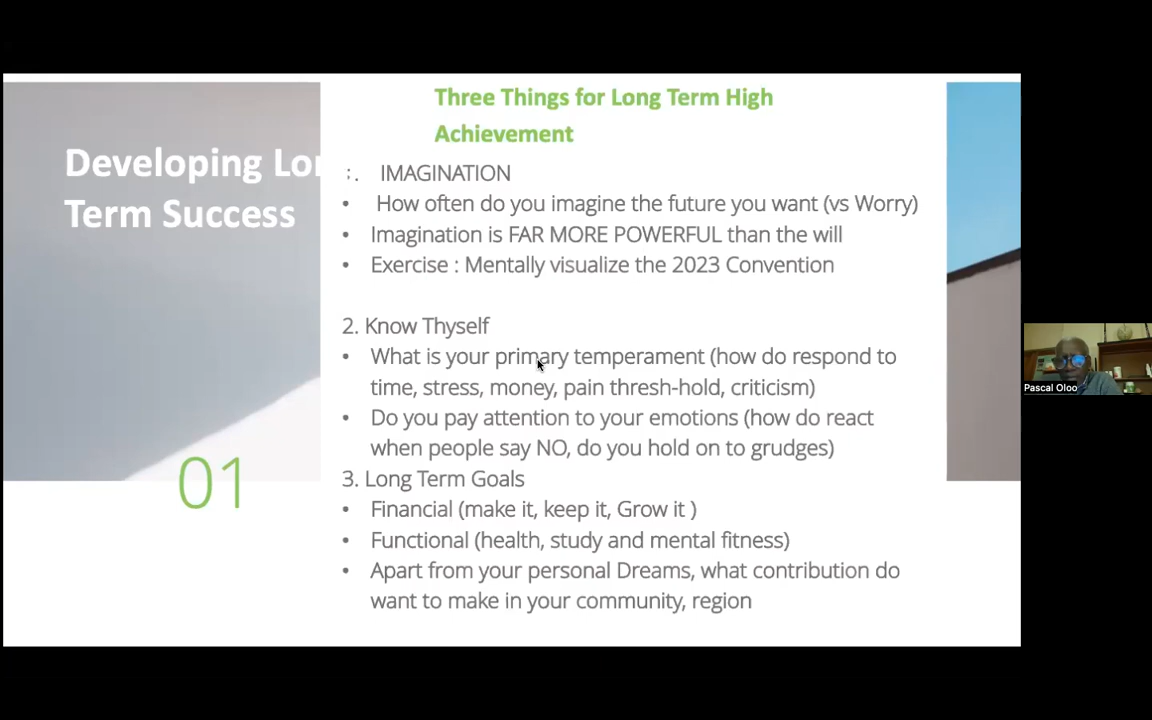 Three Things for Long Term High
Achievement
Developing Lon
Term Success
:. IMAGINATION
• How often do you imagine the future you want (vs Worry)
• Imagination is FAR MORE POWERFUL than the will
• Exercise : Mentally visualize the 2023 Convention
2. Know Thyself
• What is your primary temperament (how do respond to
time, stress, money, pain thresh-hold, criticism)
• Do you pay attention to your emotions (how do react
when people say NO, do you hold on to grudges)
3. Long Term Goals
• Financial (make it, keep it, Grow it )
• Functional (health, study and mental fitness)
• Apart from your personal Dreams, what contribution do
want to make in your community, region
01
Pascal Oloo